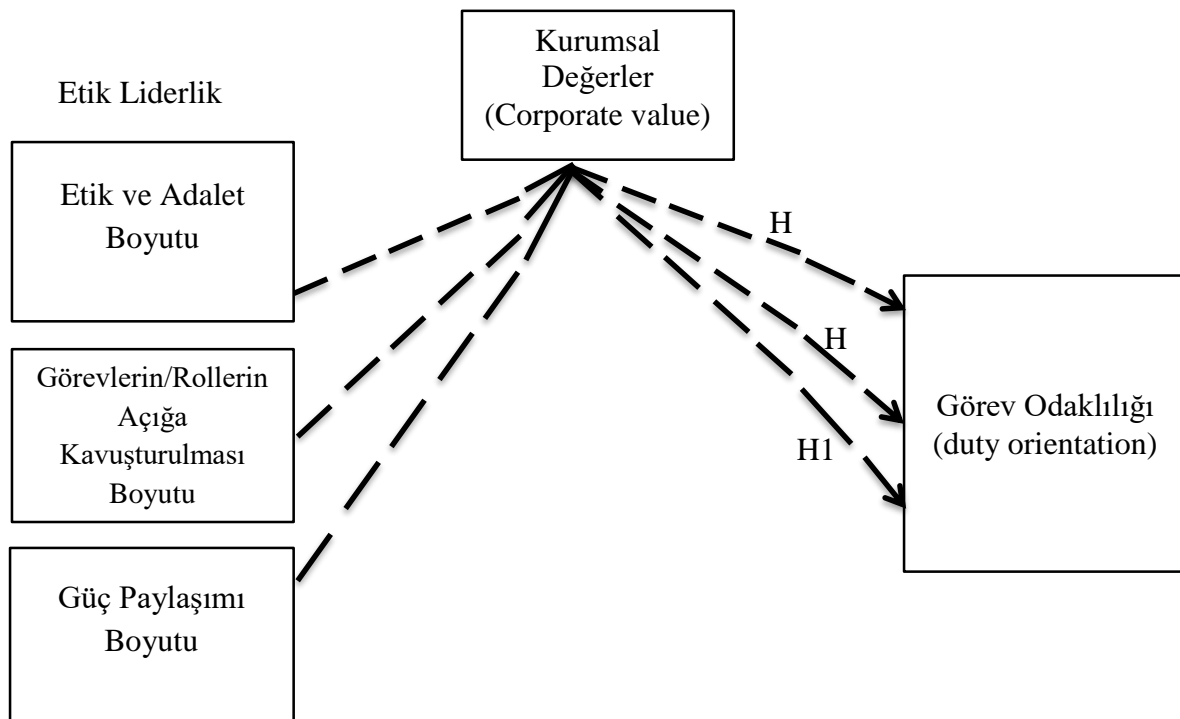 Etik Liderlik
Etik ve Adalet
Boyutu
Görevlerin/Rollerin
Açığa
Kavuşturulması
Boyutu
Güç Paylaşımı
Boyutu
Kurumsal
Değerler
(Corporate value)
H
H
H1
Görev Odaklılığı
(duty orientation)